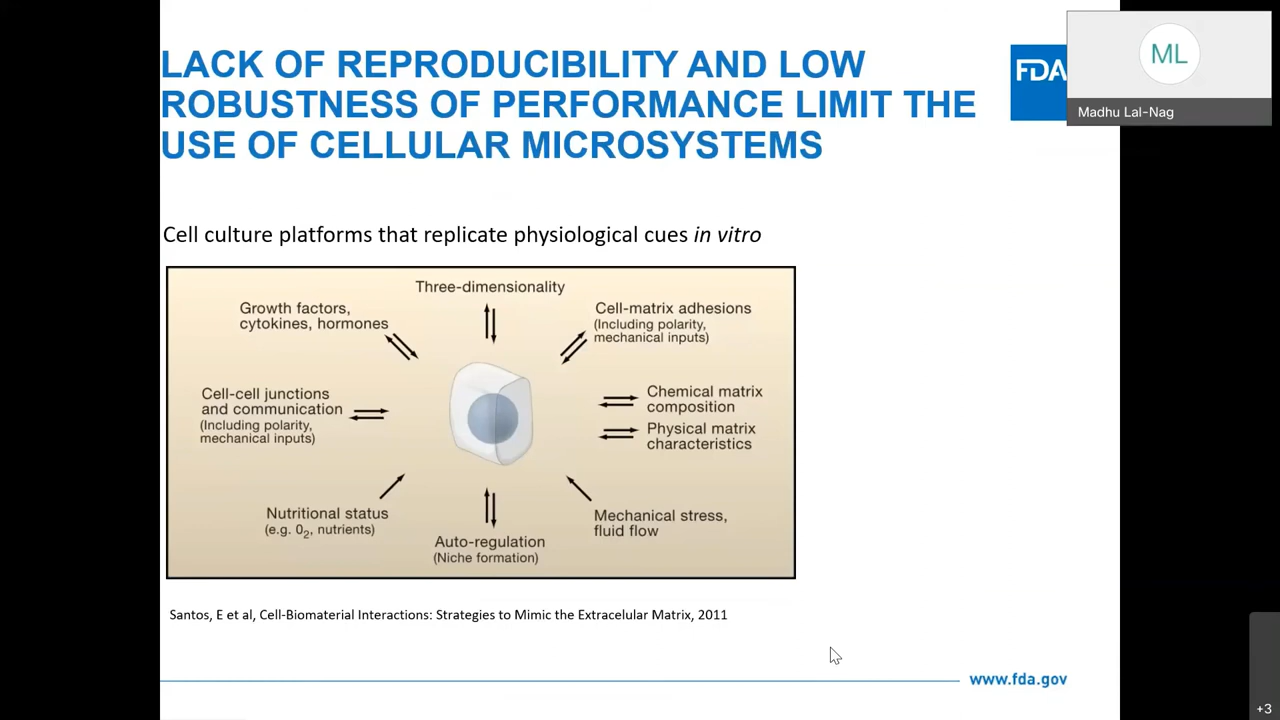 LACK OF REPRODUCIBILITY AND LOW
ROBUSTNESS OF PERFORMANCE LIMIT THE
USE OF CELLULAR MICROSYSTEMS
FDA
ML
Madhu Lal-Nag
Cell culture platforms that replicate physiological cues in vitro
Three-dimensionality
Growth factors,
cytokines, hormones
Cell-matrix adhesions
(Including polarity,
mechanical inputs)
Cell-cell junctions
and communication
(Including polarity,
mechanical inputs)
Chemical matrix
composition
Physical matrix
characteristics
Nutritional status
(e.g. 0₂, nutrients)
Auto-regulation
(Niche formation)
Mechanical stress,
fluid flow
Santos, E et al, Cell-Biomaterial Interactions: Strategies to Mimic the Extracelular Matrix, 2011
www.fda.gov
+3